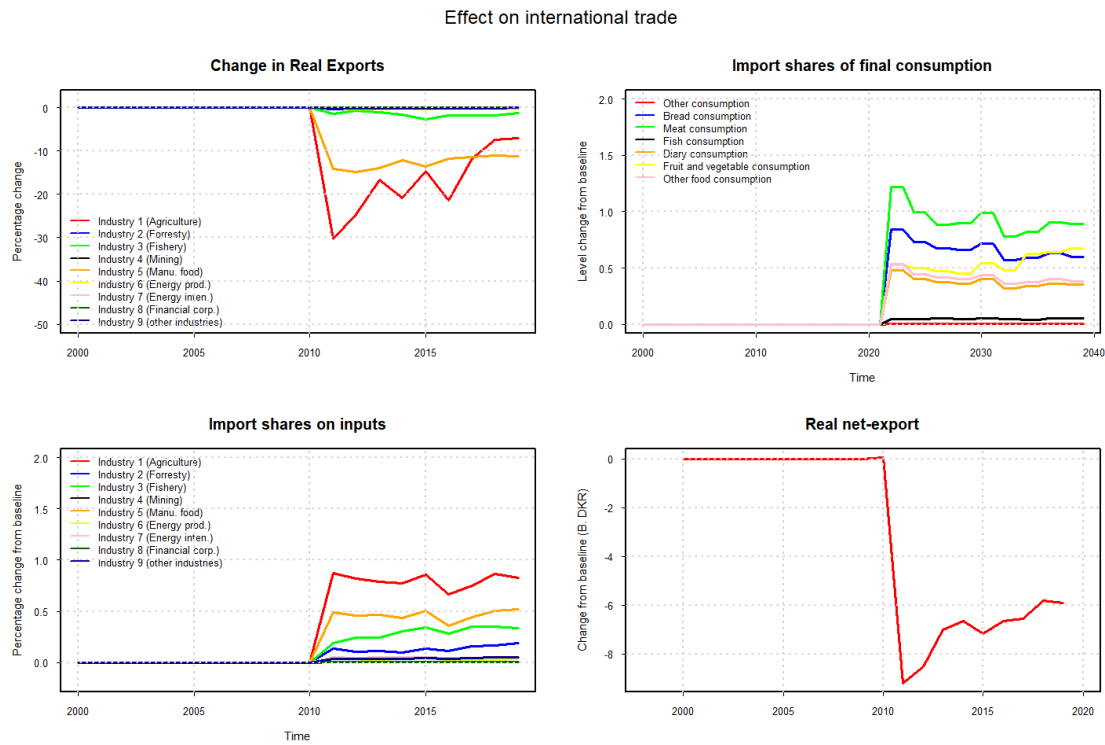 Effect on international trade
Change in Real Exports
Percentage change
0
-10
-20
-30
-40
-50
Industry 1 (Agriculture)
Industry 2 (Forresty)
Industry 3 (Fishery)
Industry 4 (Mining)
Industry 5 (Manu. food)
Industry 6 (Energy prod.)
Industry 7 (Energy inten.)
Industry 8 (Financial corp.)
Industry 9 (other industries)
2000
2005
2010
2015
Import shares of final consumption
Level change from baseline
2.0
1.5
1.0
0.5
0.0
Other consumption
Bread consumption
Meat consumption
Fish consumption
Diary consumption
Fruit and vegetable consumption
Other food consumption
2000
2010
2020
2030
2040
Time
Import shares on inputs
Percentage change from baseline
2.0
1.5
1.0
0.5
0.0
Industry 1 (Agriculture)
Industry 2 (Forresty)
Industry 3 (Fishery)
Industry 4 (Mining)
Industry 5 (Manu. food)
Industry 6 (Energy prod.)
Industry 7 (Energy inten.)
Industry 8 (Financial corp.)
Industry 9 (other industries)
2000
2005
2010
2015
Time
Real net-export
Change from baseline (B. DKR)
0
-2
-4
-6
-8
2000
2005
2010
2015
2020